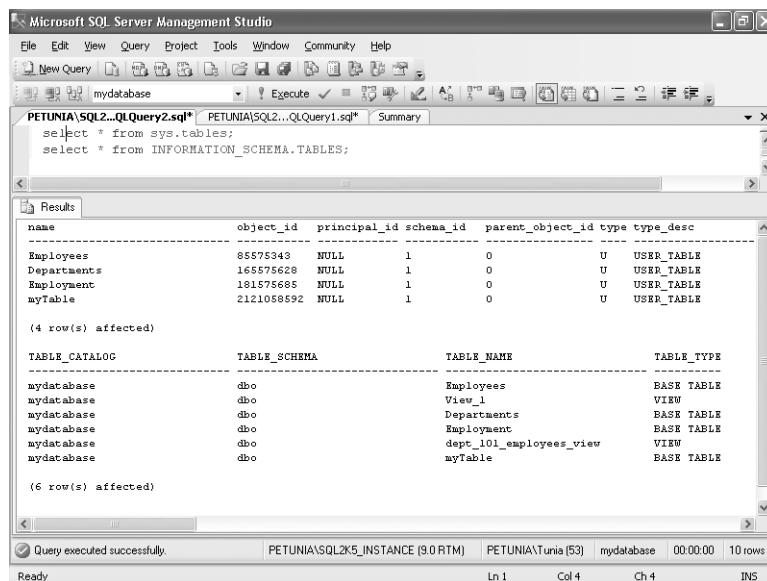 Microsoft SQL Server Management Studio
File Edit View Query Project Tools Window Community Help
New Query
mydatabase Execute
PETUNIA\SQL2...QLQuery2.sql* PETUNIA\SQL2...QLQuery1.sql* Summary
select * from sys.tables;
select * from INFORMATION_SCHEMA.TABLES;
Results
name object_id principal_id schema_id parent_object_id type type_desc
Employees 85575343 NULL 1 0 U USER_TABLE
Departments 165575628 NULL 1 0 U USER_TABLE
Employment 181575685 NULL 1 0 U USER_TABLE
myTable 2121058592 NULL 1 0 U USER_TABLE
(4 row(s) affected)
TABLE_CATALOG TABLE_SCHEMA TABLE_NAME TABLE_TYPE
mydatabase dbo Employees BASE TABLE
mydatabase dbo View_1 VIEW
mydatabase dbo Departments BASE TABLE
mydatabase dbo Employment BASE TABLE
mydatabase dbo dept_101_employees_view VIEW
mydatabase dbo myTable BASE TABLE
(6 row(s) affected)
Query executed successfully. PETUNIA\SQL2K5_INSTANCE (9.0 RTM) PETUNIA\Tunia (53) mydatabase 00:00:00 10 rows
Ready Ln 1 Col 4 Ch 4 INS